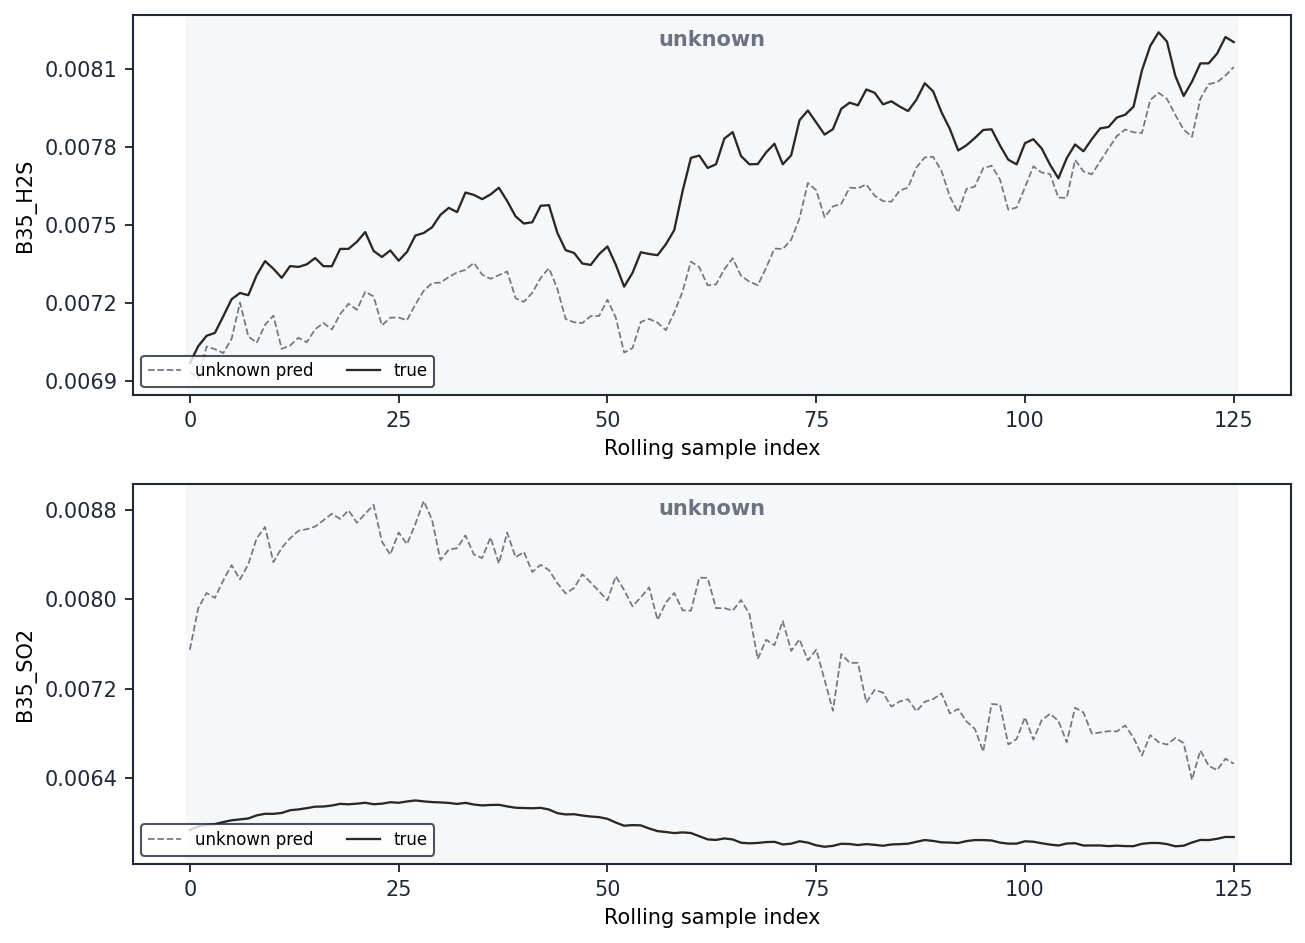 unknown
B35_H2S
0.0081
0.0078
0.0075
0.0072
0.0069
unknown pred
true
0
25
50
75
100
125
Rolling sample index
unknown
B35_SO2
0.0088
0.0080
0.0072
0.0064
unknown pred
true
0
25
50
75
100
125
Rolling sample index